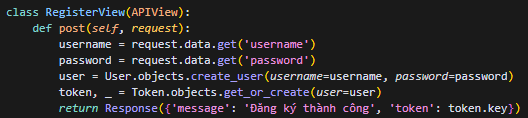 class RegisterView(APIView):
    def post(self, request):
        username = request.data.get('username')
        password = request.data.get('password')
        user = User.objects.create_user(username=username, password=password)
        token, _ = Token.objects.get_or_create(user=user)
        return Response({'message': 'Đăng ký thành công', 'token': token.key})